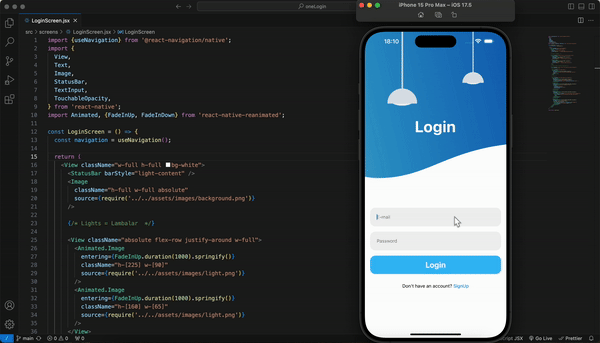 oneLogin
LoginScreen.jsx
src > screens > LoginScreen.jsx > LoginScreen
1 import {useNavigation} from '@react-navigation/native';
2 import {
3 View,
4 Text,
5 Image,
6 StatusBar,
7 TextInput,
8 TouchableOpacity,
9 } from 'react-native';
10 import Animated, {FadeInUp, FadeInDown} from 'react-native-reanimated';
11
12 const LoginScreen = () => {
13 const navigation = useNavigation();
14
15 return (
16 <View className="w-full h-full bg-white">
17 <StatusBar barStyle="light-content" />
18 <Image
19 className="h-full w-full absolute"
20 source={require('../../assets/images/background.png')}
21 />
22
23 {/* Lights = Lambalar */}
24
25 <View className="absolute flex-row justify-around w-full">
26 <Animated.Image
27 entering={FadeInUp.duration(1000).springify()}
28 className="h-[225] w-[90]"
29 source={require('../../assets/images/light.png')}
30 />
31 <Animated.Image
32 entering={FadeInUp.duration(1000).springify()}
33 className="h-[160] w-[65]"
34 source={require('../../assets/images/light.png')}
35 />
36 </View>
main
0 0
0
JSX
Go Live
Prettier
iPhone 15 Pro Max – iOS 17.5
18:10
Login
E-mail
Password
Login
Don't have an account? SignUp